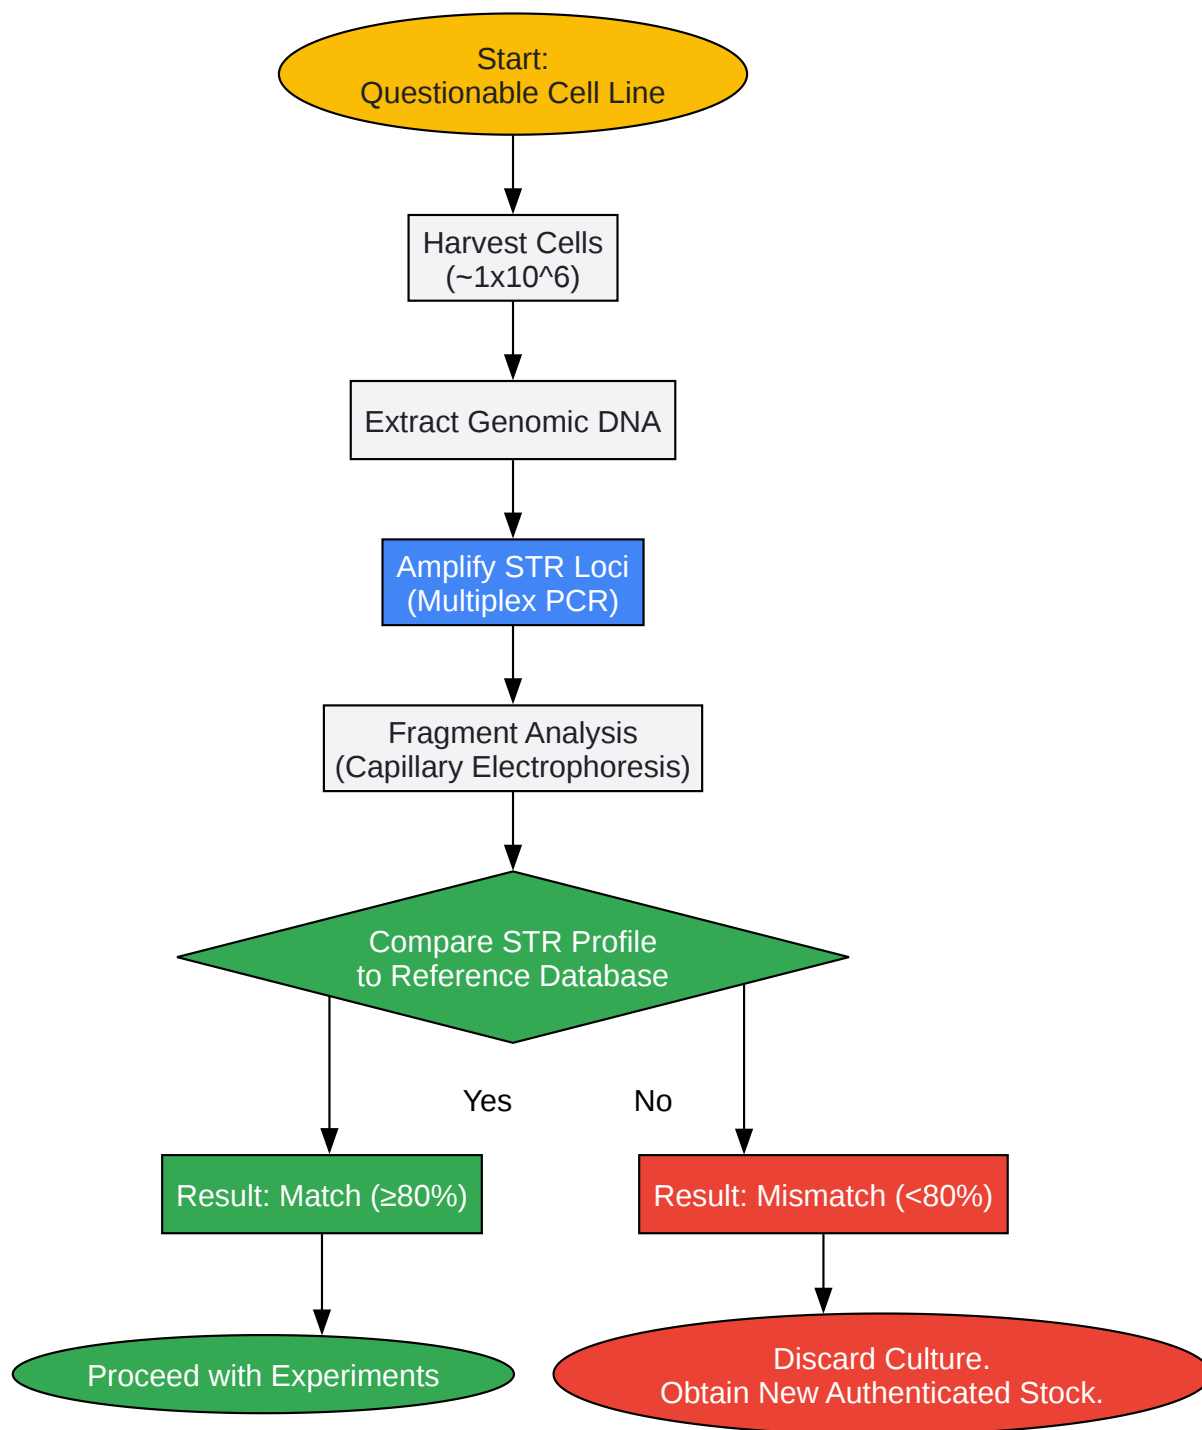 Start:
Questionable Cell Line
Harvest Cells
(~1x10^6)
Extract Genomic DNA
Amplify STR Loci
(Multiplex PCR)
Fragment Analysis
(Capillary Electrophoresis)
Compare STR Profile
to Reference Database
Yes
No
Result: Match (≥80%)
Result: Mismatch (<80%)
Proceed with Experiments
Discard Culture.
Obtain New Authenticated Stock.